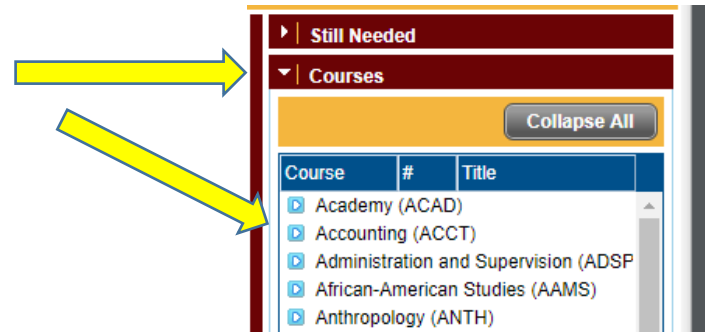 Still Needed
Courses
Collapse All
Course # Title
Academy (ACAD)
Accounting (ACCT)
Administration and Supervision (ADSP
African-American Studies (AAMS)
Anthropology (ANTH)